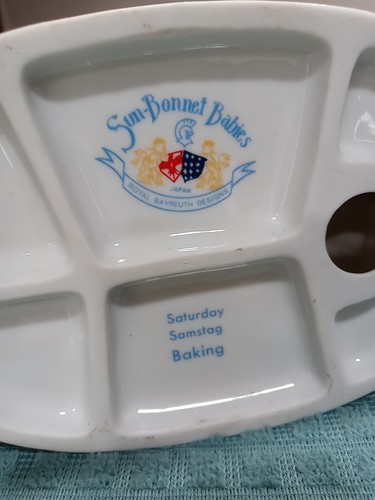 Sun-Bonnet Babies
JAPAN
ROYAL BAYREUTH DESIGNS
Saturday
Samstag
Baking